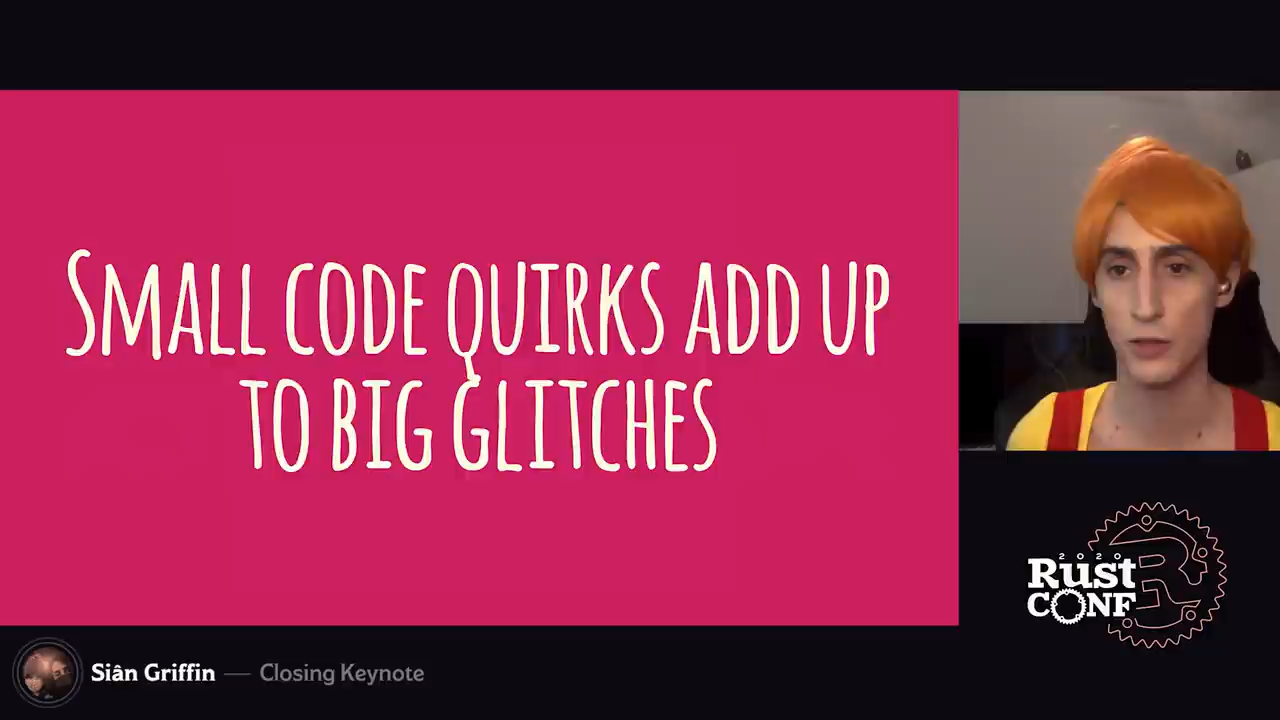 SMALL CODE QUIRKS ADD UP
TO BIG GLITCHES
2020
RUST
CONF
Siân Griffin — Closing Keynote